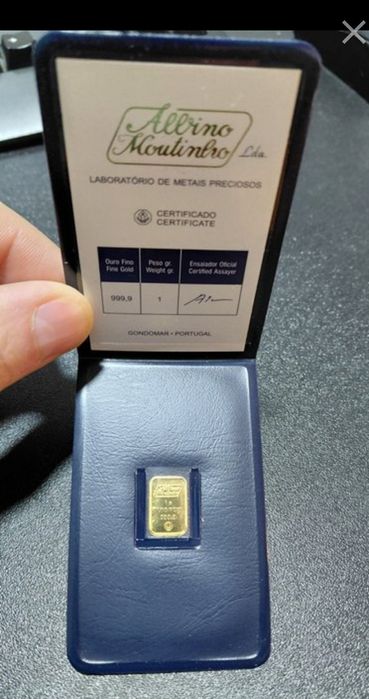 Albino
Moutinho Lda.
LABORATÓRIO DE METAIS PRECIOSOS
CERTIFICADO
CERTIFICATE
Ouro Fino Peso gr. Ensaiador Oficial
Fine Gold Weight gr. Certified Assayer
999,9 1
GONDOMAR • PORTUGAL